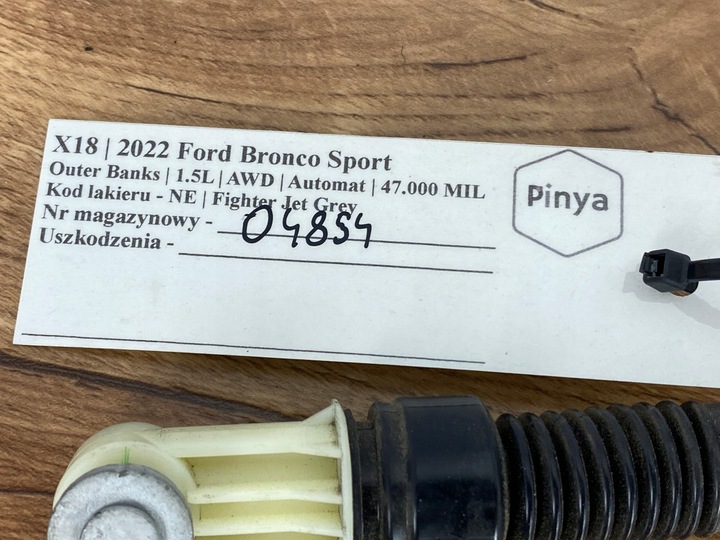 X18 | 2022 Ford Bronco Sport
Outer Banks | 1.5L | AWD | Automat | 47.000 MIL
Kod lakieru - NE | Fighter Jet Grey
Nr magazynowy - 04854
Uszkodzenia -
Pinya